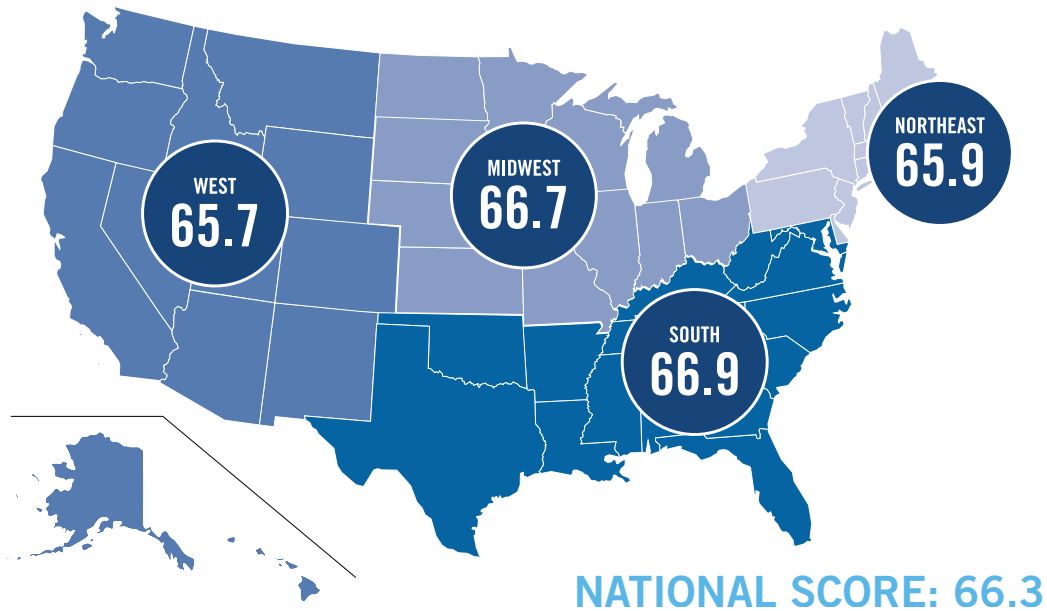 WEST
65.7
MIDWEST
66.7
NORTHEAST
65.9
SOUTH
66.9
NATIONAL SCORE: 66.3